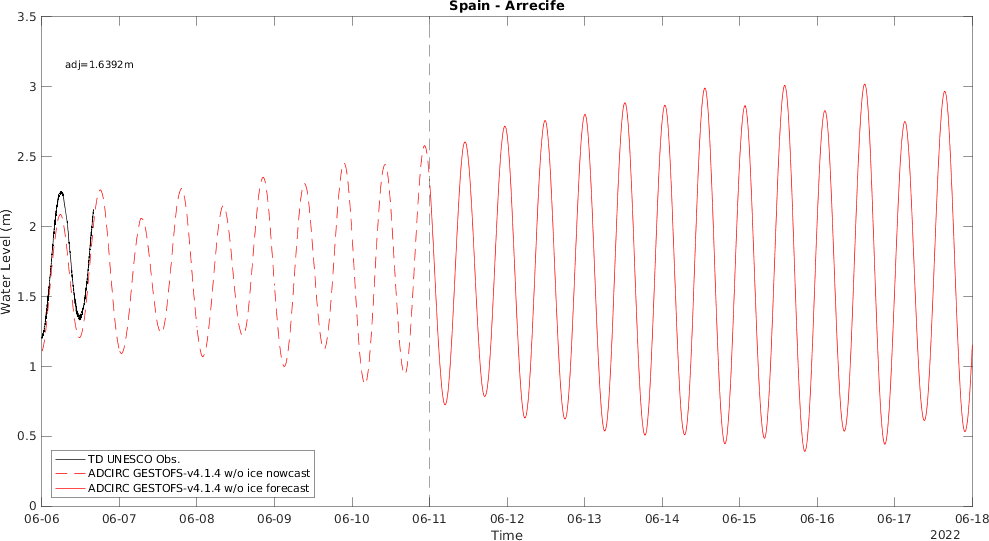 Spain - Arrecife
adj=1.6392m
Water Level (m)
3.5
3
2.5
2
1.5
1
0.5
0
TD UNESCO Obs.
ADCIRC GESTOFS-v4.1.4 w/o ice nowcast
ADCIRC GESTOFS-v4.1.4 w/o ice forecast
06-06 06-07 06-08 06-09 06-10 06-11 06-12 06-13 06-14 06-15 06-16 06-17 06-18
Time
2022